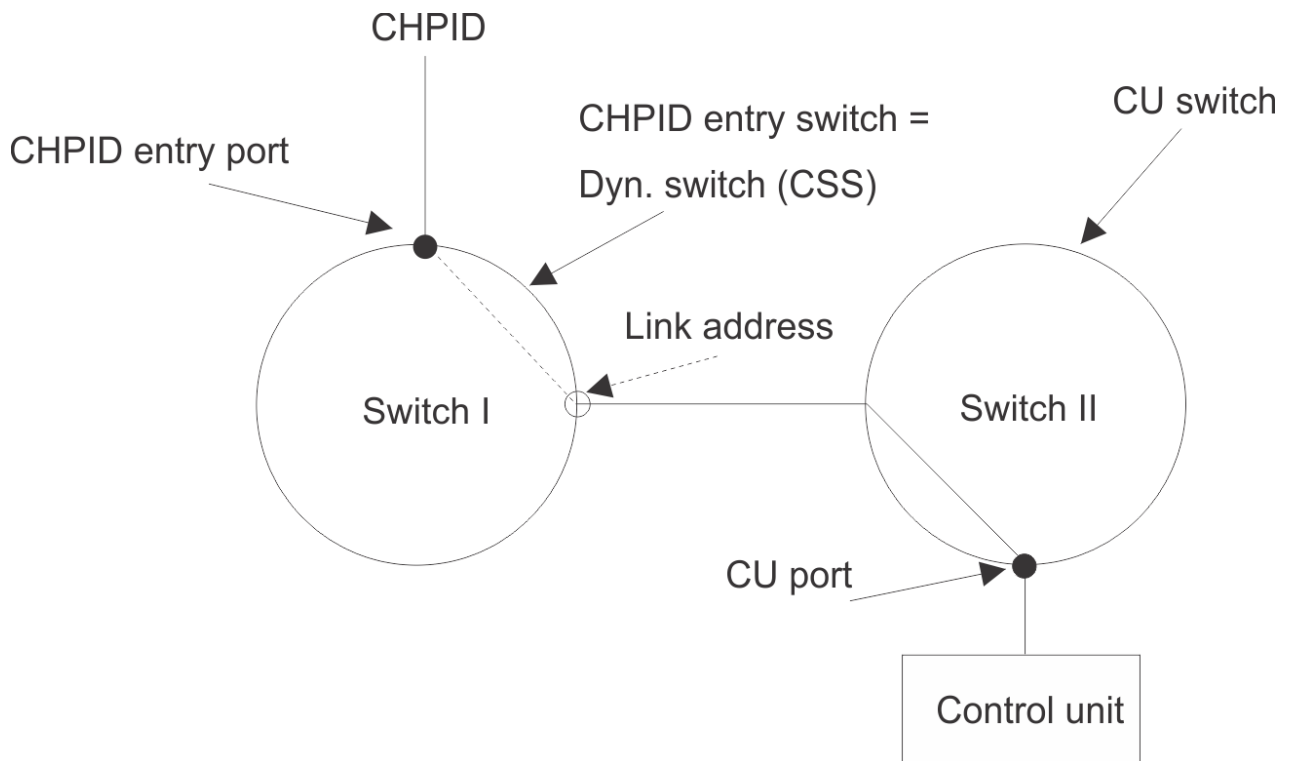 CHPID
CHPID entry port
CHPID entry switch =
Dyn. switch (CSS)
CU switch
Link address
Switch I
Switch II
CU port
Control unit